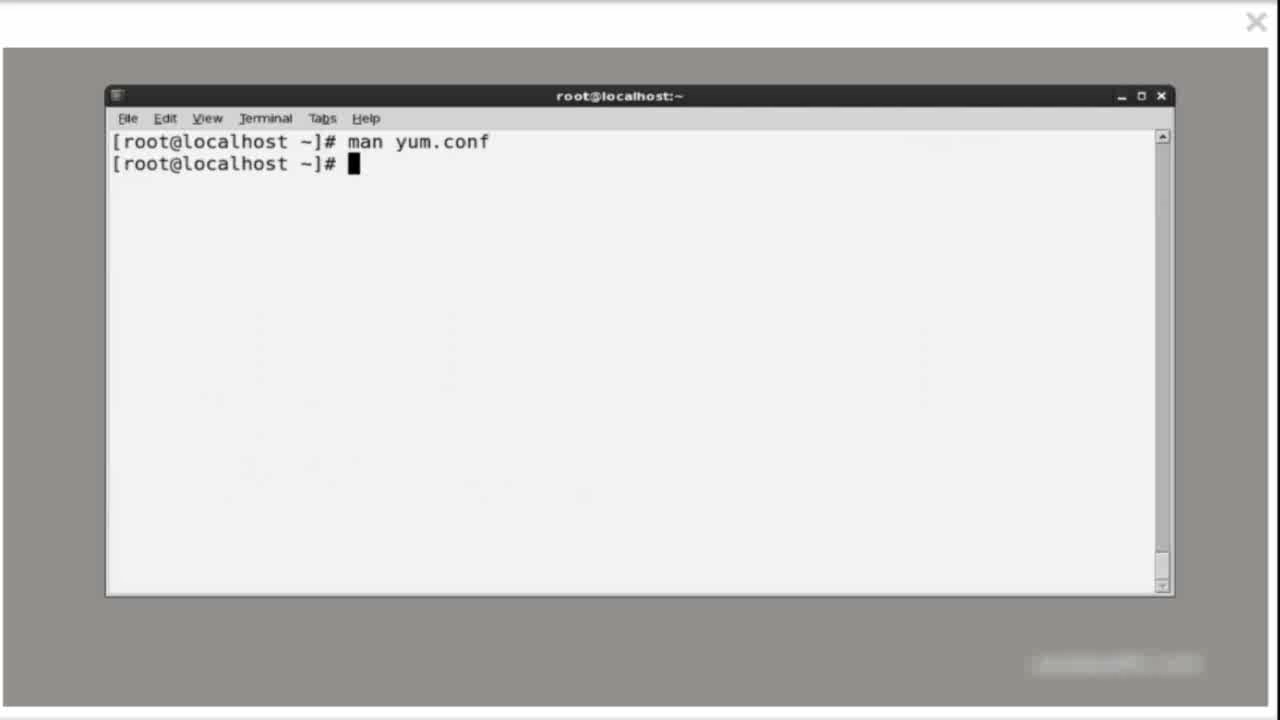 root@localhost:~
File Edit View Terminal Tabs Help
[root@localhost ~]# man yum.conf
[root@localhost ~]#